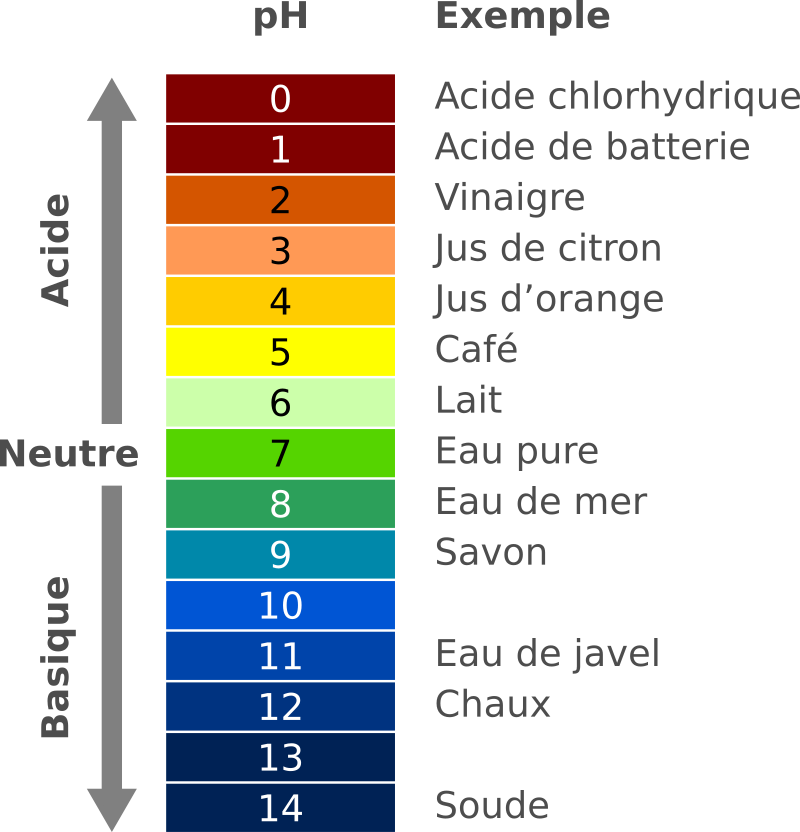 pH Exemple
0 Acide chlorhydrique
1 Acide de batterie
2 Vinaigre
3 Jus de citron
4 Jus d’orange
5 Café
6 Lait
7 Eau pure
8 Eau de mer
9 Savon
10
11 Eau de javel
12 Chaux
13
14 Soude
Acide
Neutre
Basique